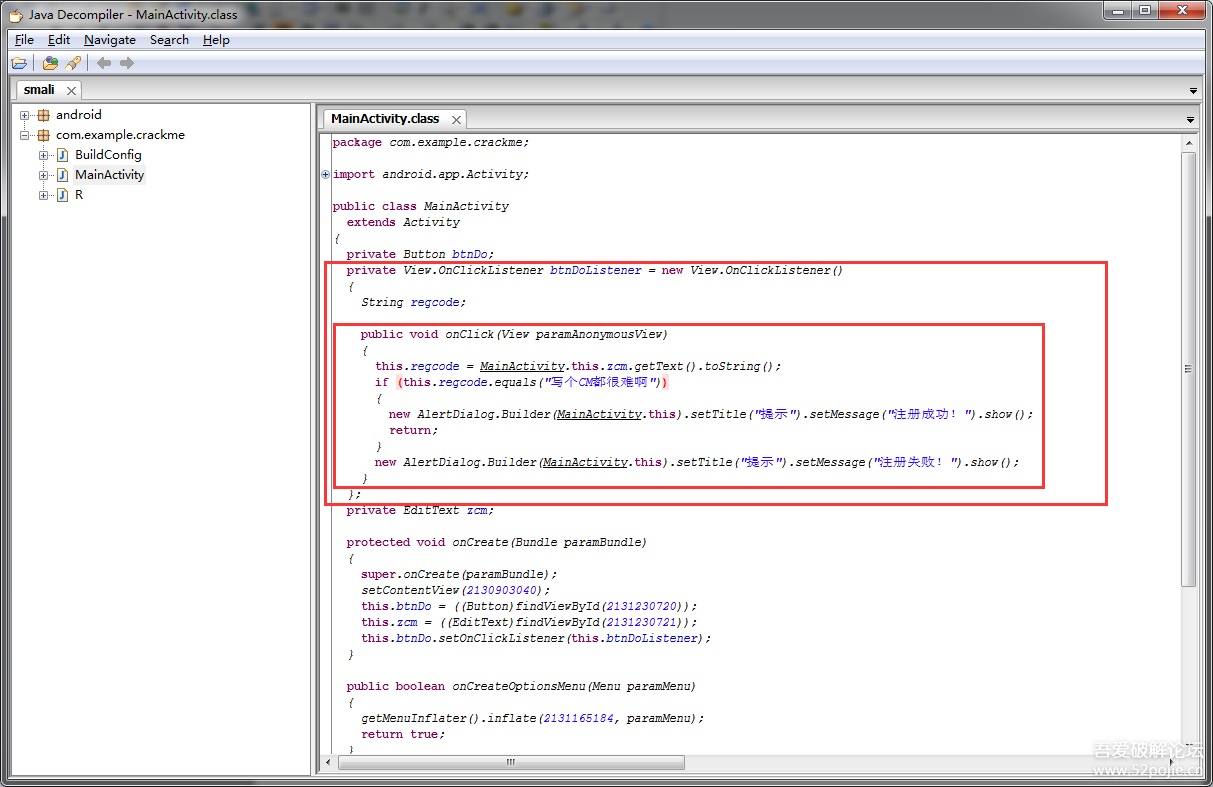 Java Decompiler - MainActivity.class
File Edit Navigate Search Help
smali
android
com.example.crackme
BuildConfig
MainActivity
R
MainActivity.class
package com.example.crackme;
import android.app.Activity;
public class MainActivity
extends Activity
{
private Button btnDo;
private View.OnClickListener btnDoListener = new View.OnClickListener()
{
String regcode;
public void onClick(View paramAnonymousView)
{
this.regcode = MainActivity.this.zcm.getText().toString();
if (this.regcode.equals("写个CM都很难啊"))
{
new AlertDialog.Builder(MainActivity.this).setTitle("提示").setMessage("注册成功！").show();
return;
}
new AlertDialog.Builder(MainActivity.this).setTitle("提示").setMessage("注册失败！").show();
}
};
private EditText zcm;
protected void onCreate(Bundle paramBundle)
{
super.onCreate(paramBundle);
setContentView(2130903040);
this.btnDo = ((Button)findViewById(2131230720));
this.zcm = ((EditText)findViewById(2131230721));
this.btnDo.setOnClickListener(this.btnDoListener);
}
public boolean onCreateOptionsMenu(Menu paramMenu)
{
getMenuInflater().inflate(2131165184, paramMenu);
return true;
}
吾爱破解论坛
www.52pojie.cn